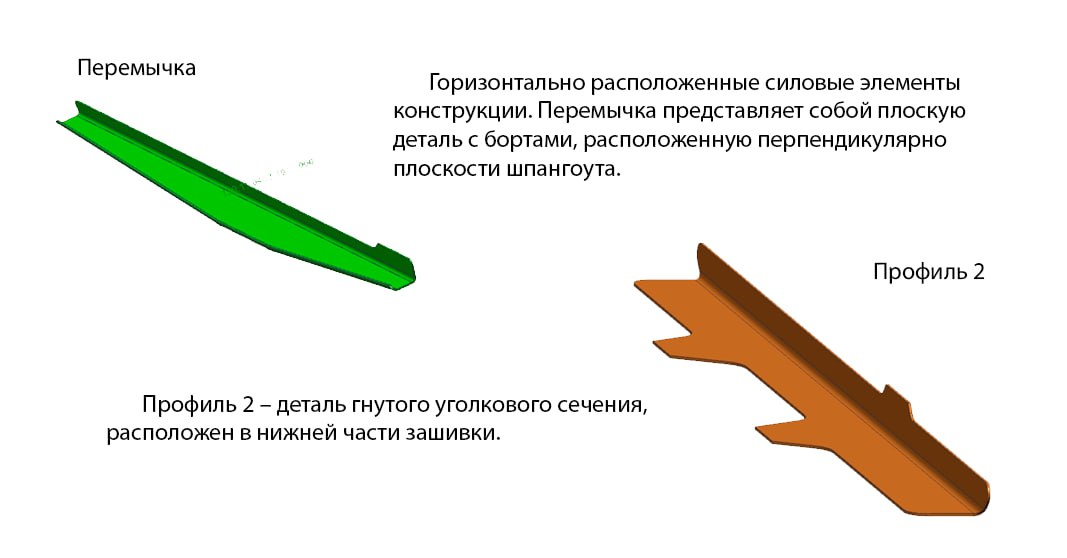 Перемычка
Горизонтально расположенные силовые элементы
конструкции. Перемычка представляет собой плоскую
деталь с бортами, расположенную перпендикулярно
плоскости шпангоута.
Профиль 2
Профиль 2 – деталь гнутого уголкового сечения,
расположен в нижней части зашивки.